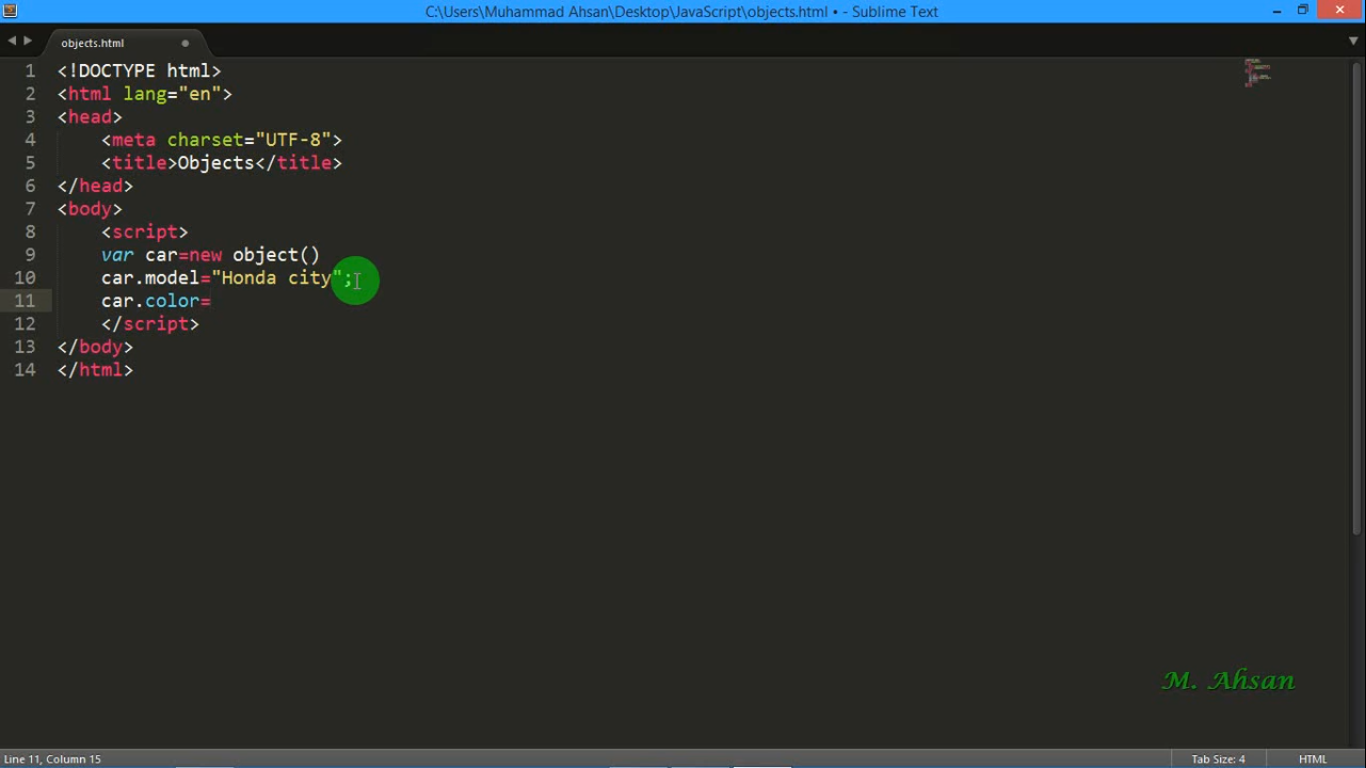 C:\Users\Muhammad Ahsan\Desktop\JavaScript\objects.html • - Sublime Text
objects.html
1 <!DOCTYPE html>
2 <html lang="en">
3 <head>
4 <meta charset="UTF-8">
5 <title>Objects</title>
6 </head>
7 <body>
8 <script>
9 var car=new object()
10 car.model="Honda city";
11 car.color=
12 </script>
13 </body>
14 </html>
M. Ahsan
Line 11, Column 15
Tab Size: 4
HTML